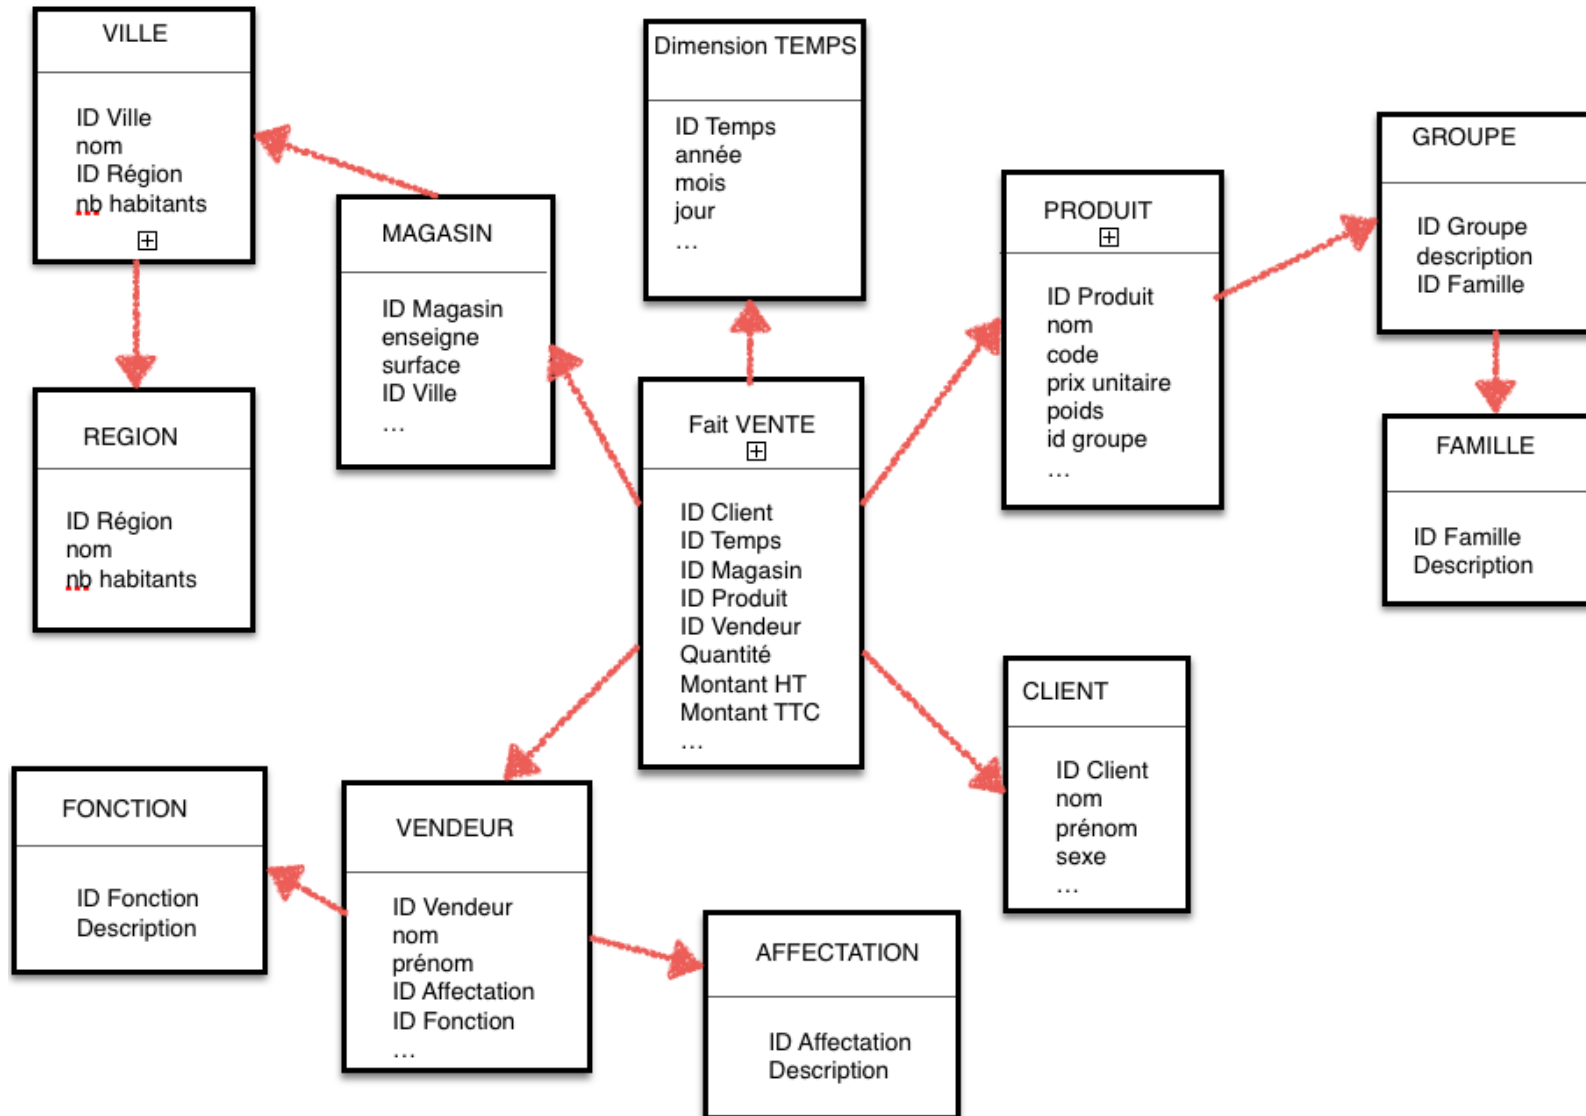 VILLE
ID Ville
nom
ID Région
nb habitants
REGION
ID Région
nom
nb habitants
MAGASIN
ID Magasin
enseigne
surface
ID Ville
...
Dimension TEMPS
ID Temps
année
mois
jour
...
Fait VENTE
ID Client
ID Temps
ID Magasin
ID Produit
ID Vendeur
Quantité
Montant HT
Montant TTC
...
PRODUIT
ID Produit
nom
code
prix unitaire
poids
id groupe
...
GROUPE
ID Groupe
description
ID Famille
FAMILLE
ID Famille
Description
CLIENT
ID Client
nom
prénom
sexe
...
FONCTION
ID Fonction
Description
VENDEUR
ID Vendeur
nom
prénom
ID Affectation
ID Fonction
...
AFFECTATION
ID Affectation
Description